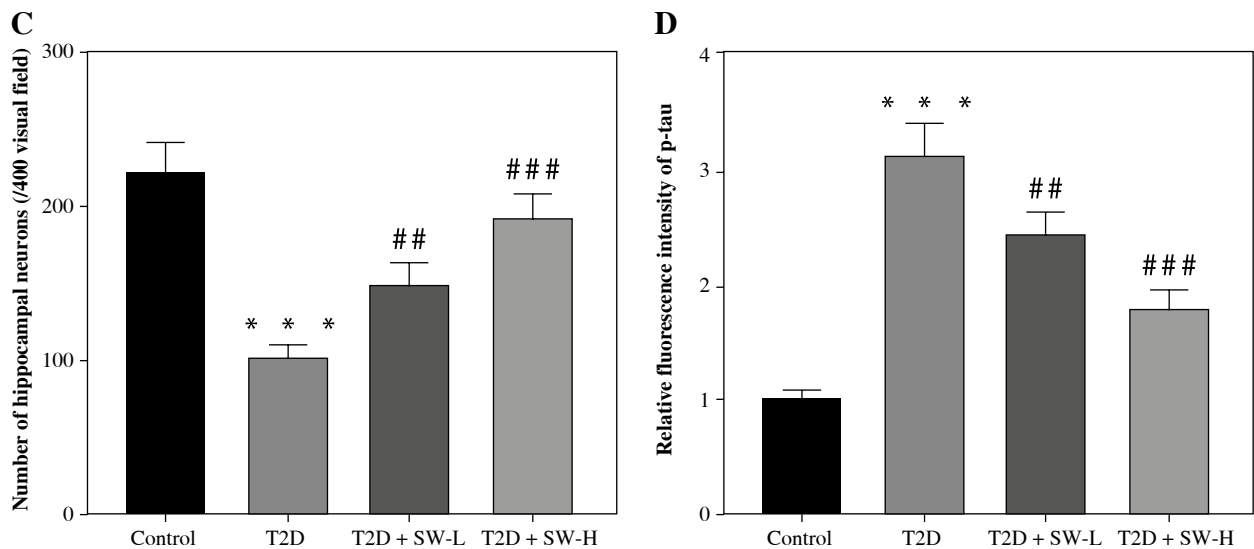 C
Number of hippocampal neurons (/400 visual field)
300
200
100
0
* * *
##
###
Control
T2D
T2D + SW-L
T2D + SW-H
D
Relative fluorescence intensity of p-tau
4
3
2
1
0
* * *
##
###
Control
T2D
T2D + SW-L
T2D + SW-H